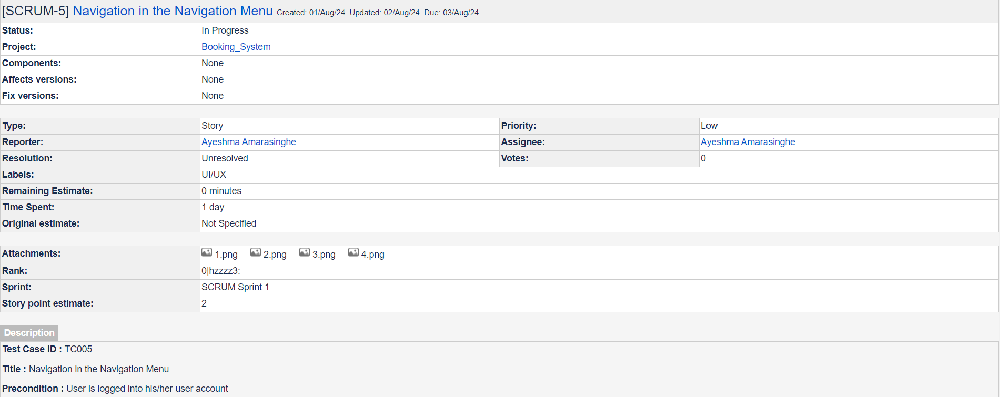 [SCRUM-5] Navigation in the Navigation Menu Created: 01/Aug/24 Updated: 02/Aug/24 Due: 03/Aug/24
Status: In Progress
Project: Booking_System
Components: None
Affects versions: None
Fix versions: None
Type: Story Priority: Low
Reporter: Ayeshma Amarasinghe Assignee: Ayeshma Amarasinghe
Resolution: Unresolved Votes: 0
Labels: UI/UX
Remaining Estimate: 0 minutes
Time Spent: 1 day
Original estimate: Not Specified
Attachments: 1.png 2.png 3.png 4.png
Rank: 0|hzzzz3:
Sprint: SCRUM Sprint 1
Story point estimate: 2
Description
Test Case ID : TC005
Title : Navigation in the Navigation Menu
Precondition : User is logged into his/her user account